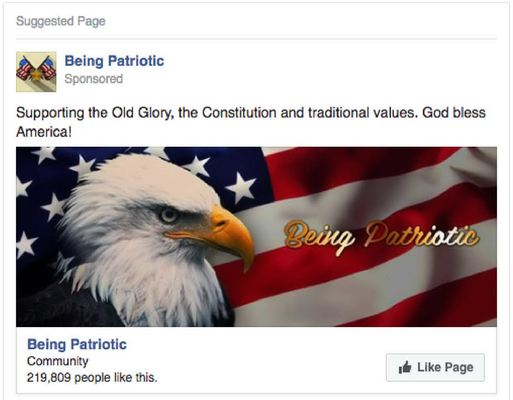 Suggested Page
Being Patriotic
Sponsored
Supporting the Old Glory, the Constitution and traditional values. God bless
America!
Being Patriotic
Being Patriotic
Community
219,809 people like this.
Like Page